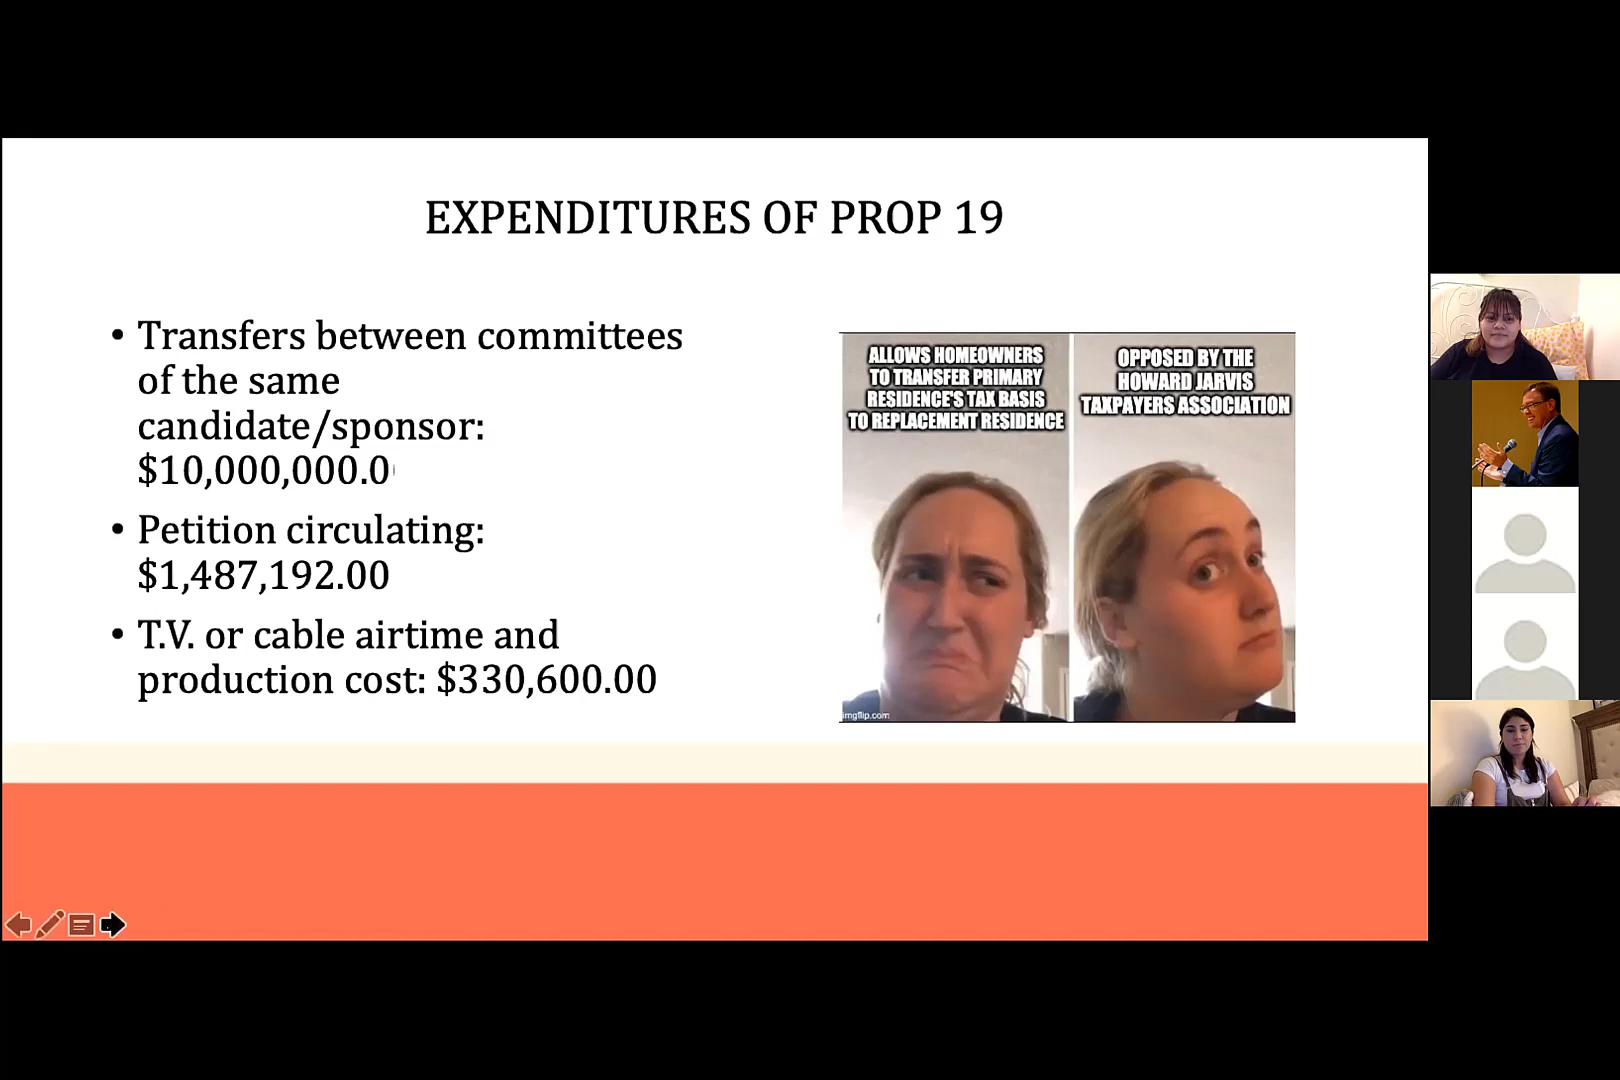 EXPENDITURES OF PROP 19
• Transfers between committees
of the same
candidate/sponsor:
$10,000,000.0
• Petition circulating:
$1,487,192.00
• T.V. or cable airtime and
production cost: $330,600.00
ALLOWS HOMEOWNERS
TO TRANSFER PRIMARY
RESIDENCE'S TAX BASIS
TO REPLACEMENT RESIDENCE
OPPOSED BY THE
HOWARD JARVIS
TAXPAYERS ASSOCIATION
imgflip.com